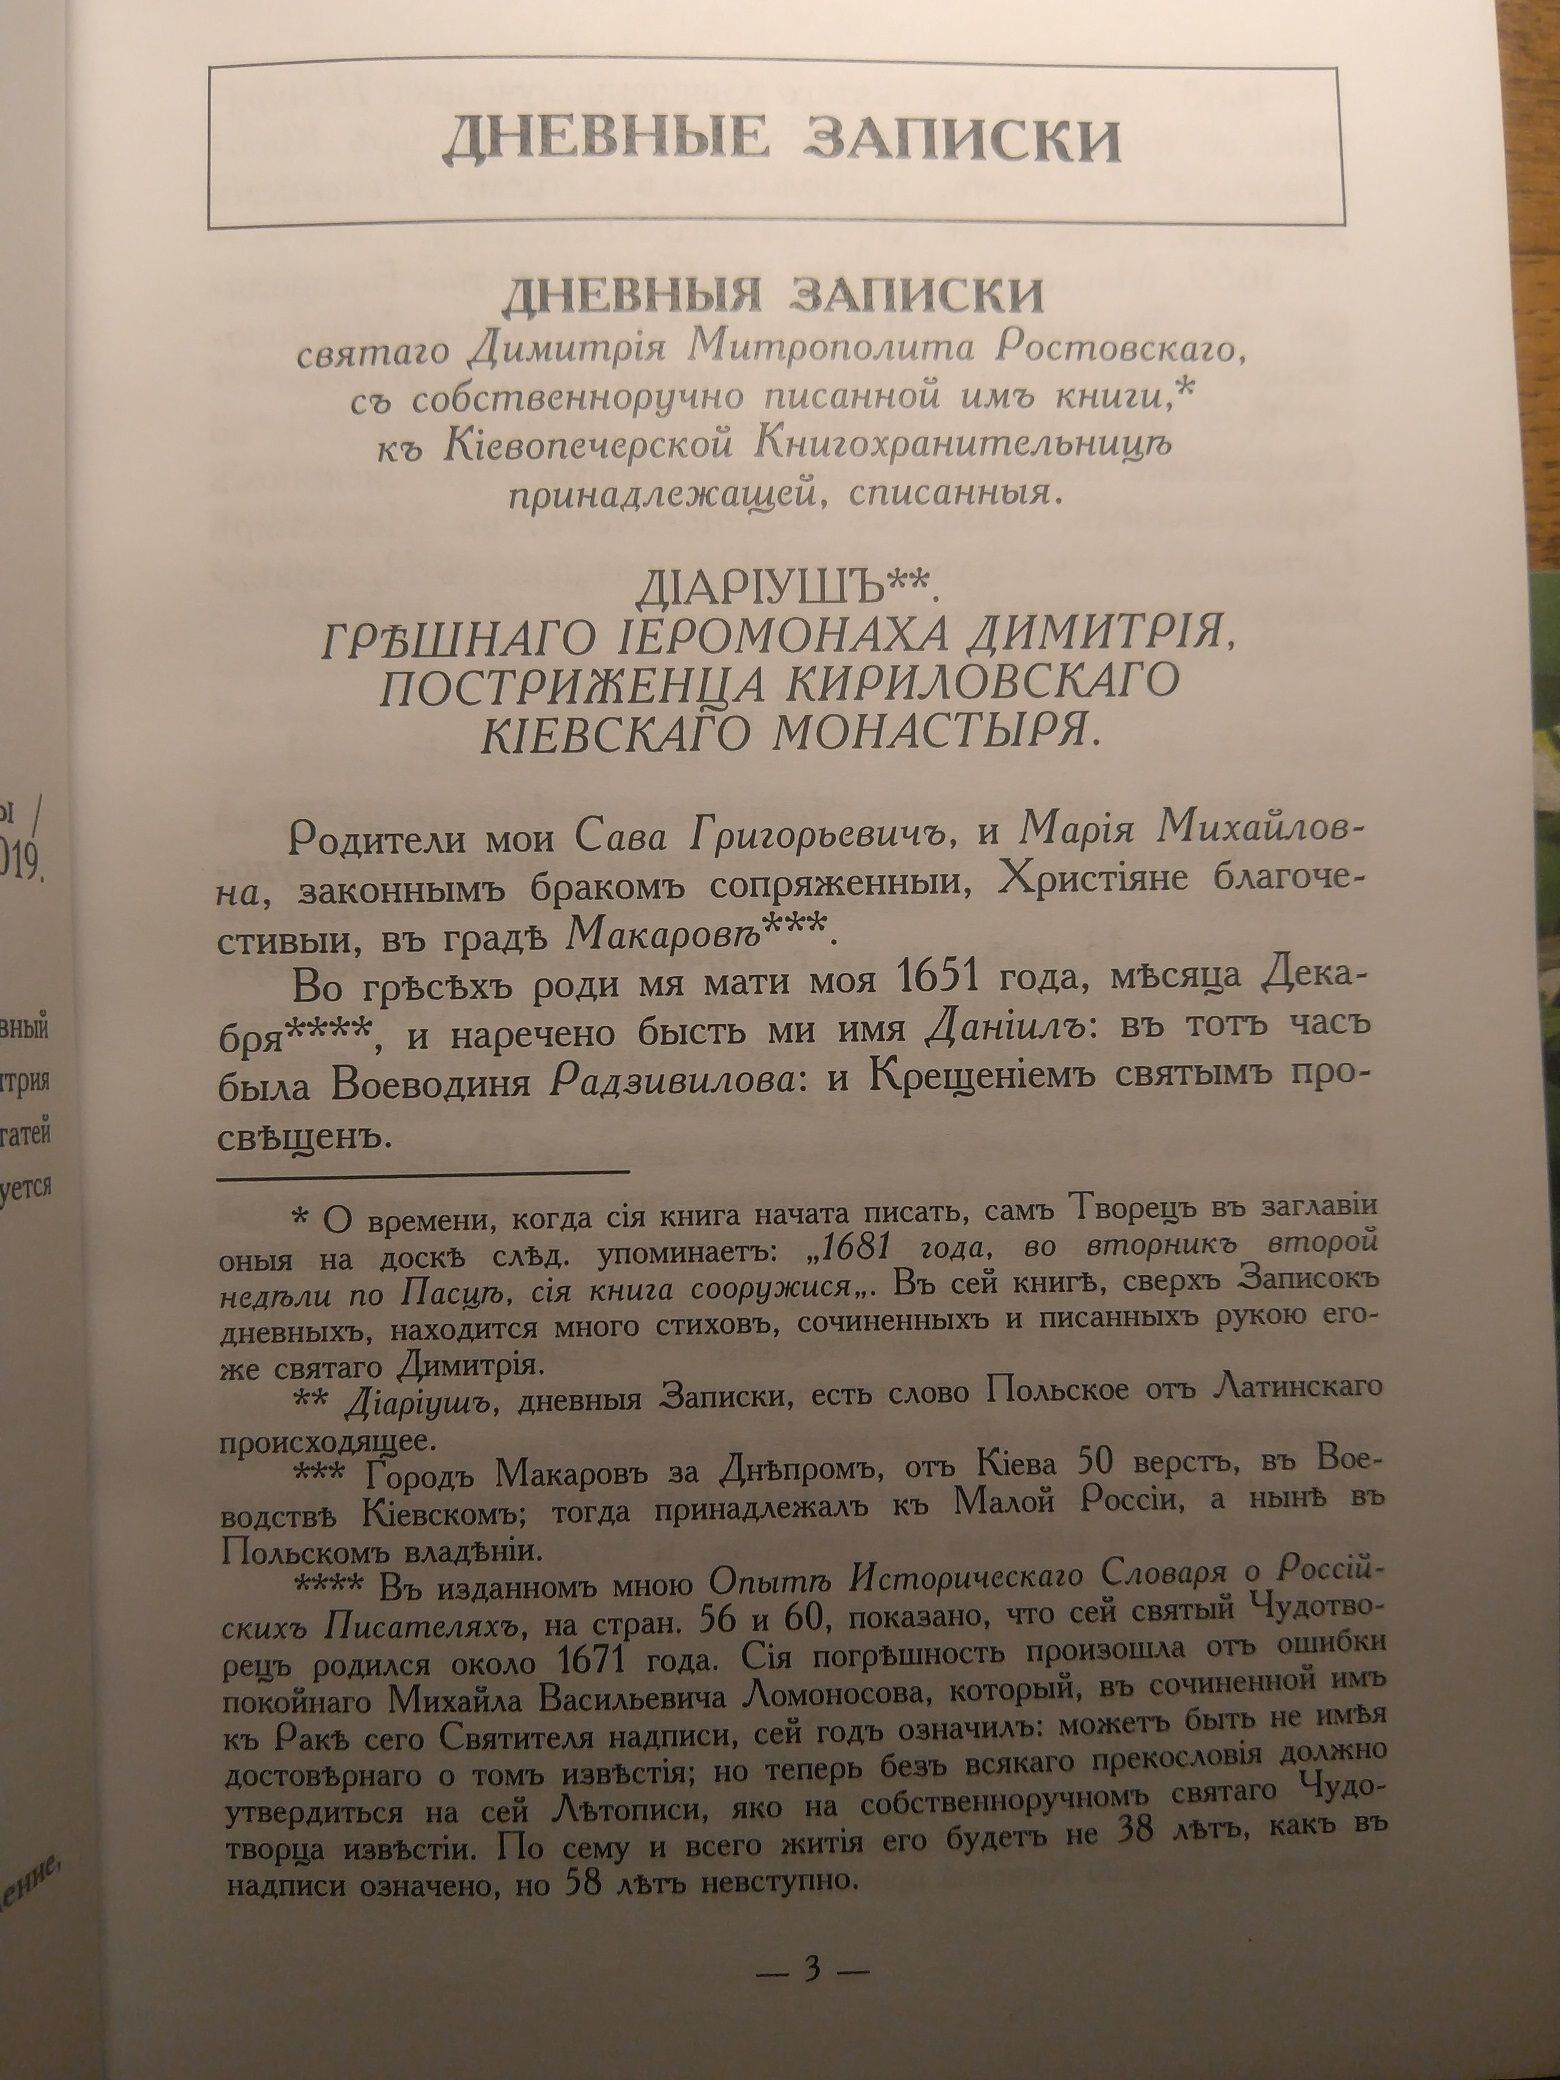 ДНЕВНЫЕ ЗАПИСКИ
ДНЕВНЫЯ ЗАПИСКИ
святаго Димитрія Митрополита Ростовскаго,
съ собственноручно писанной имъ книги,*
къ Кіевопечерской Книгохранительницѣ
принадлежащей, списанныя.
ДІАРІУШЪ**.
ГРѢШНАГО ІЕРОМОНАХА ДИМИТРІЯ,
ПОСТРИЖЕНЦА КИРИЛОВСКАГО
КІЕВСКАГО МОНАСТЫРЯ.
Родители мои Сава Григорьевичъ, и Марія Михайлов-
на, законнымъ бракомъ сопряженныи, Христіяне благоче-
стивыи, въ градѣ Макаровѣ***.
Во грѣсѣхъ роди мя мати моя 1651 года, мѣсяца Дека-
бря****, и наречено бысть ми имя Даніилъ: въ тотъ часъ
была Воеводиня Радзивилова: и Крещеніемъ святымъ про-
свѣщенъ.
* О времени, когда сія книга начата писать, самъ Творецъ въ заглавіи
оныя на доскѣ слѣд. упоминаетъ: „1681 года, во вторникъ второй
недѣли по Пасцѣ, сія книга сооружися„. Въ сей книгѣ, сверхъ Записокъ
дневныхъ, находится много стиховъ, сочиненныхъ и писанныхъ рукою его-
же святаго Димитрія.
** Діаріушъ, дневныя Записки, есть слово Польское отъ Латинскаго
происходящее.
*** Городъ Макаровъ за Днѣпромъ, отъ Кіева 50 верстъ, въ Вое-
водствѣ Кіевскомъ; тогда принадлежалъ къ Малой Россіи, а нынѣ въ
Польскомъ владѣніи.
**** Въ изданномъ мною Опытѣ Историческаго Словаря о Россій-
скихъ Писателяхъ, на стран. 56 и 60, показано, что сей святый Чудотво-
рецъ родился около 1671 года. Сія погрѣшность произошла отъ ошибки
покойнаго Михайла Васильевича Ломоносова, который, въ сочиненной имъ
къ Ракѣ сего Святителя надписи, сей годъ означилъ: можетъ быть не имѣя
достовѣрнаго о томъ извѣстія; но теперь безъ всякаго прекословія должно
утвердиться на сей Лѣтописи, яко на собственноручномъ святаго Чудо-
творца извѣстіи. По сему и всего житія его будетъ не 38 лѣтъ, какъ въ
надписи означено, но 58 лѣтъ невступно.
— 3 —